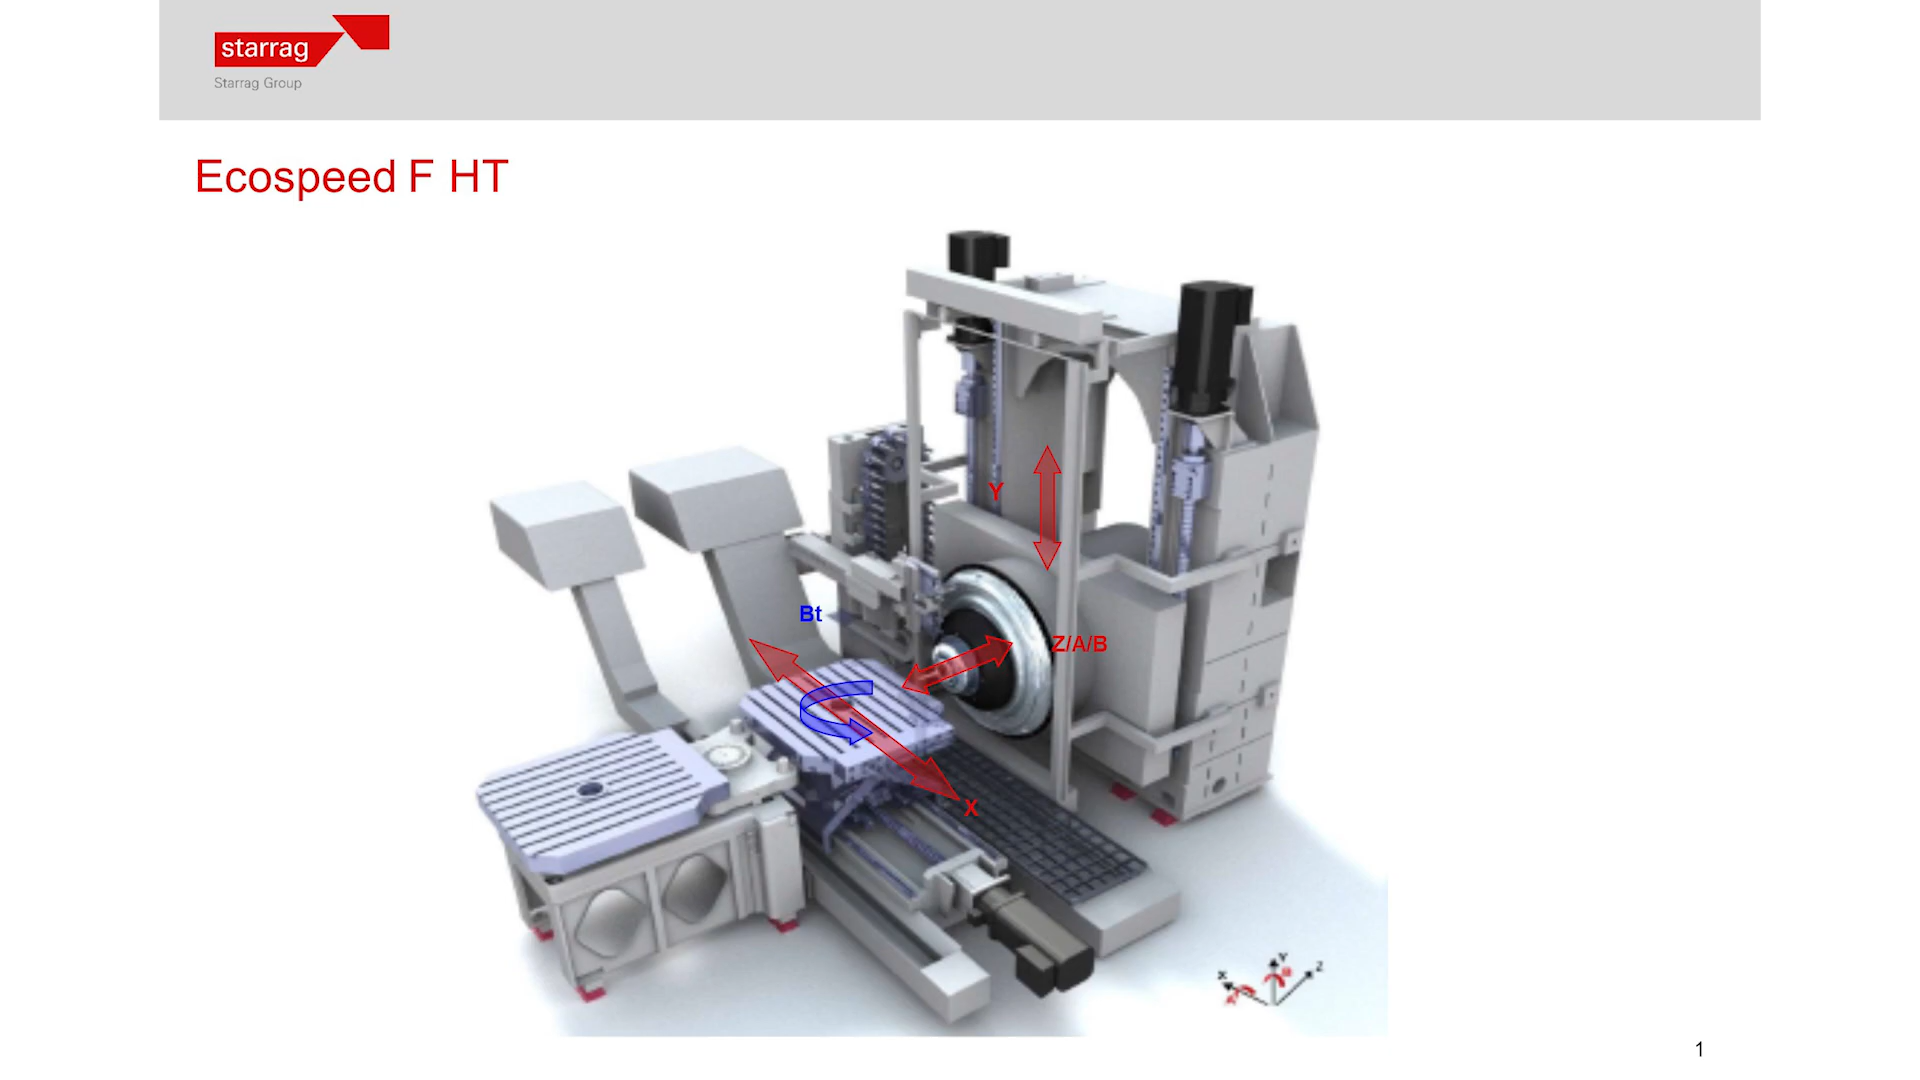 starrag
Starrag Group
Ecospeed F HT
Y
Bt
Z/A/B
X
Y
X
Z
1